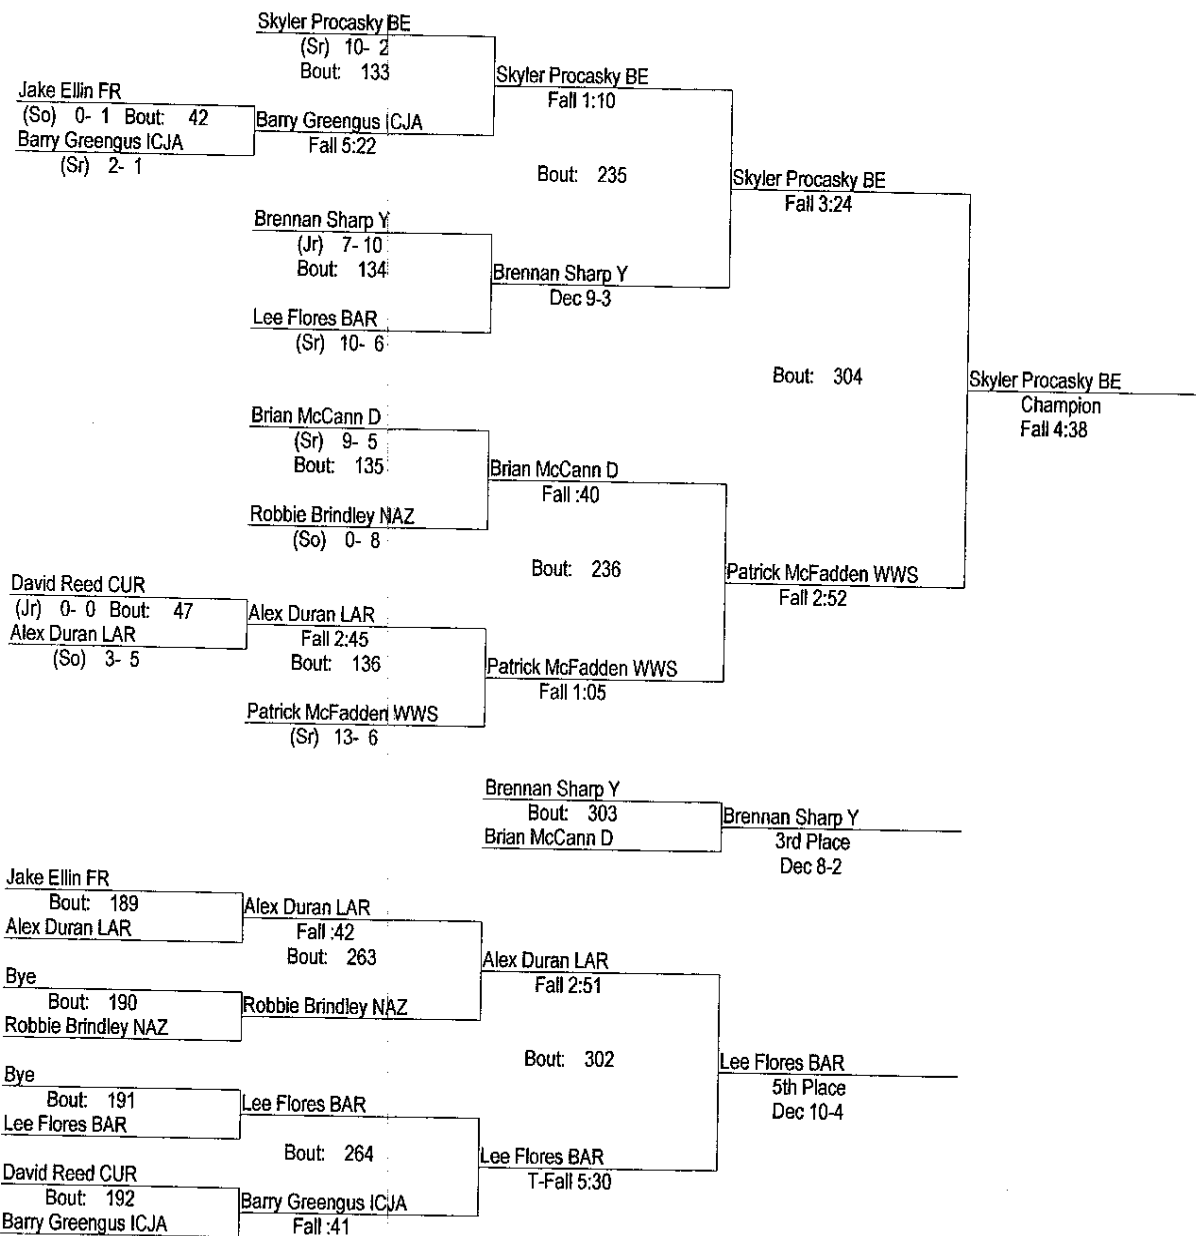 Skyler Procasky BE
(Sr) 10- 2
Bout: 133
Skyler Procasky BE
Fall 1:10
Jake Ellin FR
(So) 0- 1 Bout: 42
Barry Greengus ICJA
(Sr) 2- 1
Barry Greengus ICJA
Fall 5:22
Bout: 235
Skyler Procasky BE
Fall 3:24
Brennan Sharp Y
(Jr) 7- 10
Bout: 134
Brennan Sharp Y
Dec 9-3
Lee Flores BAR
(Sr) 10- 6
Bout: 304
Skyler Procasky BE
Champion
Fall 4:38
Brian McCann D
(Sr) 9- 5
Bout: 135
Brian McCann D
Fall :40
Robbie Brindley NAZ
(So) 0- 8
Bout: 236
Patrick McFadden WWS
Fall 2:52
David Reed CUR
(Jr) 0- 0 Bout: 47
Alex Duran LAR
(So) 3- 5
Alex Duran LAR
Fall 2:45
Bout: 136
Patrick McFadden WWS
Fall 1:05
Patrick McFadden WWS
(Sr) 13- 6
Brennan Sharp Y
Bout: 303
Brian McCann D
Brennan Sharp Y
3rd Place
Dec 8-2
Jake Ellin FR
Bout: 189
Alex Duran LAR
Alex Duran LAR
Fall :42
Bout: 263
Alex Duran LAR
Fall 2:51
Bye
Bout: 190
Robbie Brindley NAZ
Robbie Brindley NAZ
Bout: 302
Lee Flores BAR
5th Place
Dec 10-4
Bye
Bout: 191
Lee Flores BAR
Lee Flores BAR
Bout: 264
Lee Flores BAR
T-Fall 5:30
David Reed CUR
Bout: 192
Barry Greengus ICJA
Barry Greengus ICJA
Fall :41